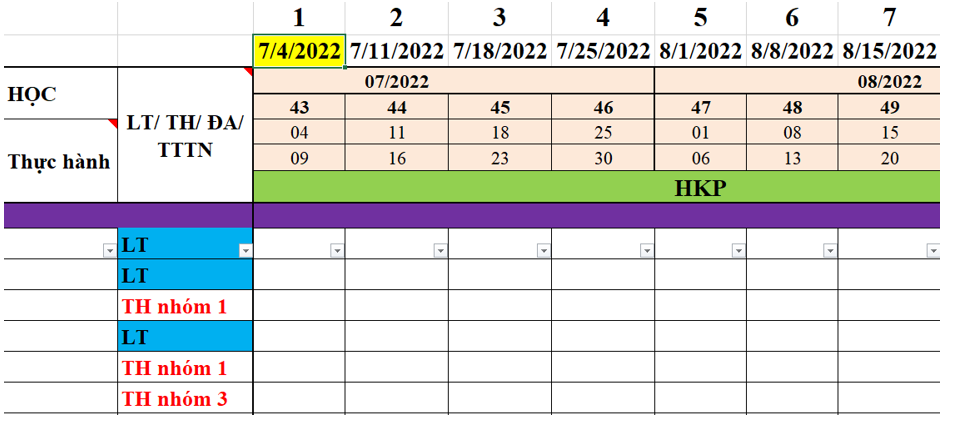 1 2 3 4 5 6 7
7/4/2022 7/11/2022 7/18/2022 7/25/2022 8/1/2022 8/8/2022 8/15/2022
HỌC
Thực hành
LT/ TH/ ĐA/
TTTN
07/2022 08/2022
43 44 45 46 47 48 49
04 11 18 25 01 08 15
09 16 23 30 06 13 20
HKP
LT
LT
TH nhóm 1
LT
TH nhóm 1
TH nhóm 3